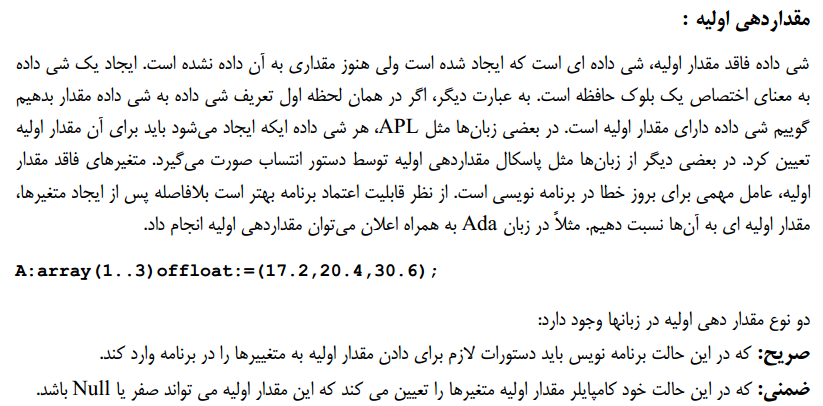 مقداردهی اولیه :
شی داده فاقد مقدار اولیه، شی داده ای است که ایجاد شده است ولی هنوز مقداری به آن داده نشده است. ایجاد یک شی داده
به معنای اختصاص یک بلوک حافظه است. به عبارت دیگر، اگر در همان لحظه اول تعریف شی داده به شی داده مقدار بدهیم
گوییم شی داده دارای مقدار اولیه است. در بعضی زبان‌ها مثل APL، هر شی داده ایکه ایجاد می‌شود باید برای آن مقدار اولیه
تعیین کرد. در بعضی دیگر از زبان‌ها مثل پاسکال مقداردهی اولیه توسط دستور انتساب صورت می‌گیرد. متغیرهای فاقد مقدار
اولیه، عامل مهمی برای بروز خطا در برنامه نویسی است. از نظر قابلیت اعتماد برنامه بهتر است بلافاصله پس از ایجاد متغیرها،
مقدار اولیه ای به آن‌ها نسبت دهیم. مثلاً در زبان Ada به همراه اعلان می‌توان مقداردهی اولیه انجام داد.
A:array(1..3)offloat:=(17.2,20.4,30.6);
دو نوع مقدار دهی اولیه در زبانها وجود دارد:
صریح: که در این حالت برنامه نویس باید دستورات لازم برای دادن مقدار اولیه به متغییرها را در برنامه وارد کند.
ضمنی: که در این حالت خود کامپایلر مقدار اولیه متغیرها را تعیین می کند که این مقدار اولیه می تواند صفر یا Null باشد.